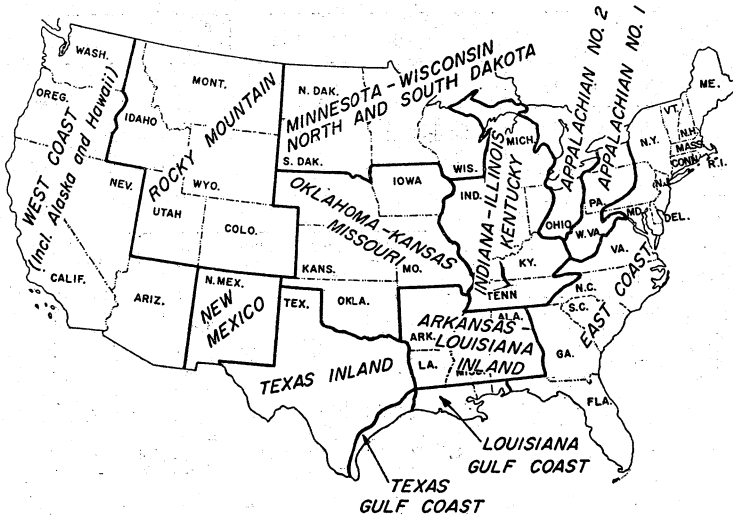 WASH.
MONT.
N. DAK.
MINNESOTA-WISCONSIN
NORTH AND SOUTH DAKOTA
APPALACHIAN NO. 2
APPALACHIAN NO. 1
ME.
OREG.
IDAHO
ROCKY MOUNTAIN
S. DAK.
WIS.
MICH.
N.Y.
VT.
N.H.
MASS.
CONN.
R.I.
WEST COAST
(Incl. Alaska and Hawaii)
NEV.
WYO.
UTAH
COLO.
IOWA
OKLAHOMA-KANSAS
MISSOURI
IND.
INDIANA-ILLINOIS
KENTUCKY
OHIO
PA.
N.
MD.
DEL.
W.VA.
VA.
CALIF.
ARIZ.
N.MEX.
NEW
MEXICO
KANS.
MO.
KY.
TEX.
OKLA.
TENN
N.C.
S.C.
EAST COAST
ARK.
ALA.
ARKANSAS-
LOUISIANA
INLAND
LA.
MISS.
GA.
TEXAS INLAND
FLA.
LOUISIANA
GULF COAST
TEXAS
GULF COAST